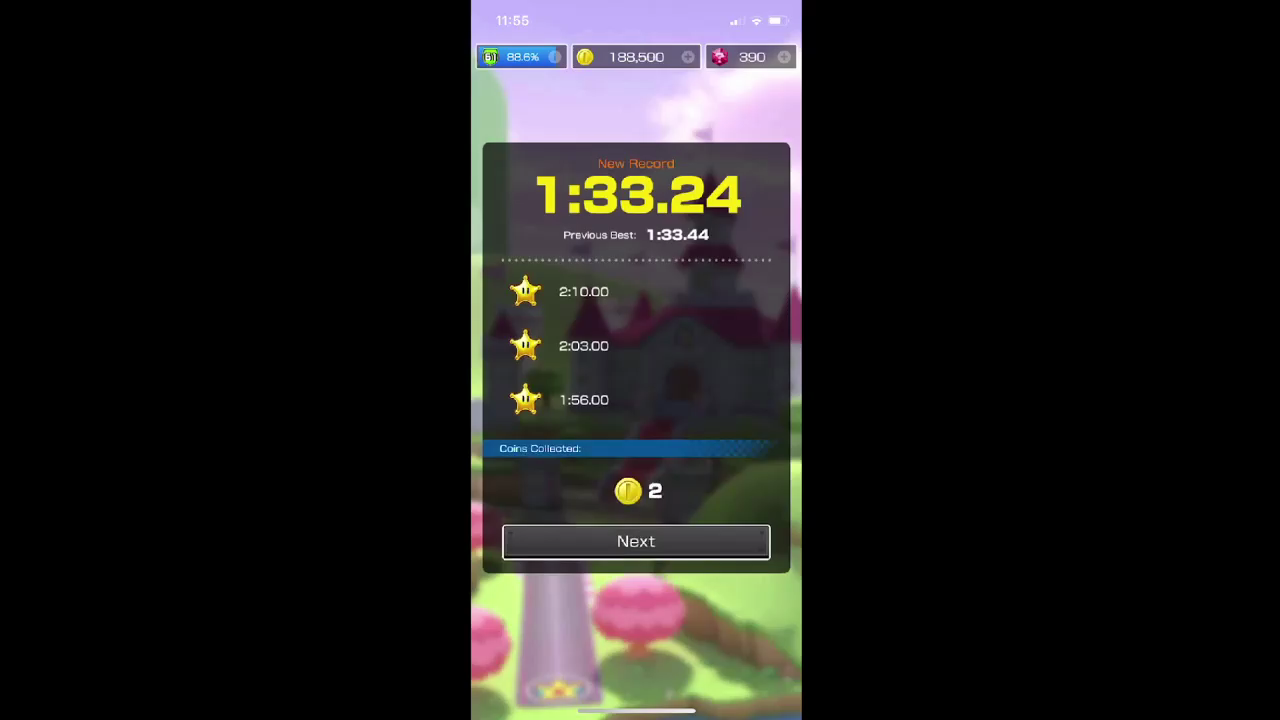 11:55
61 88.6% 188,500 390
New Record
1:33.24
Previous Best: 1:33.44
2:10.00
2:03.00
1:56.00
Coins Collected:
2
Next